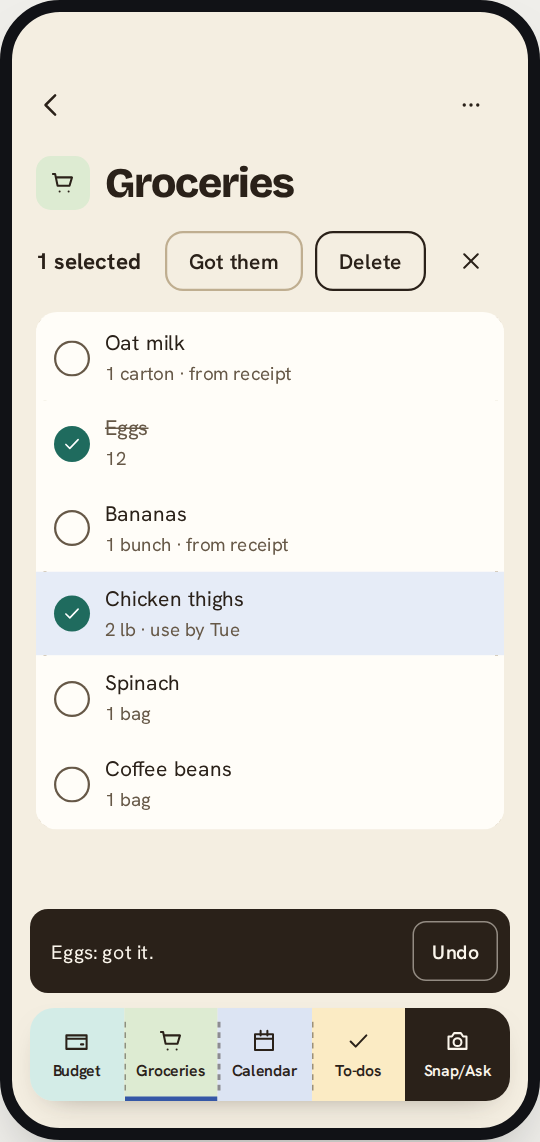 Groceries
1 selected
Got them
Delete
Oat milk
1 carton · from receipt
Eggs
12
Bananas
1 bunch · from receipt
Chicken thighs
2 lb · use by Tue
Spinach
1 bag
Coffee beans
1 bag
Eggs: got it.
Undo
Budget
Groceries
Calendar
To-dos
Snap/Ask